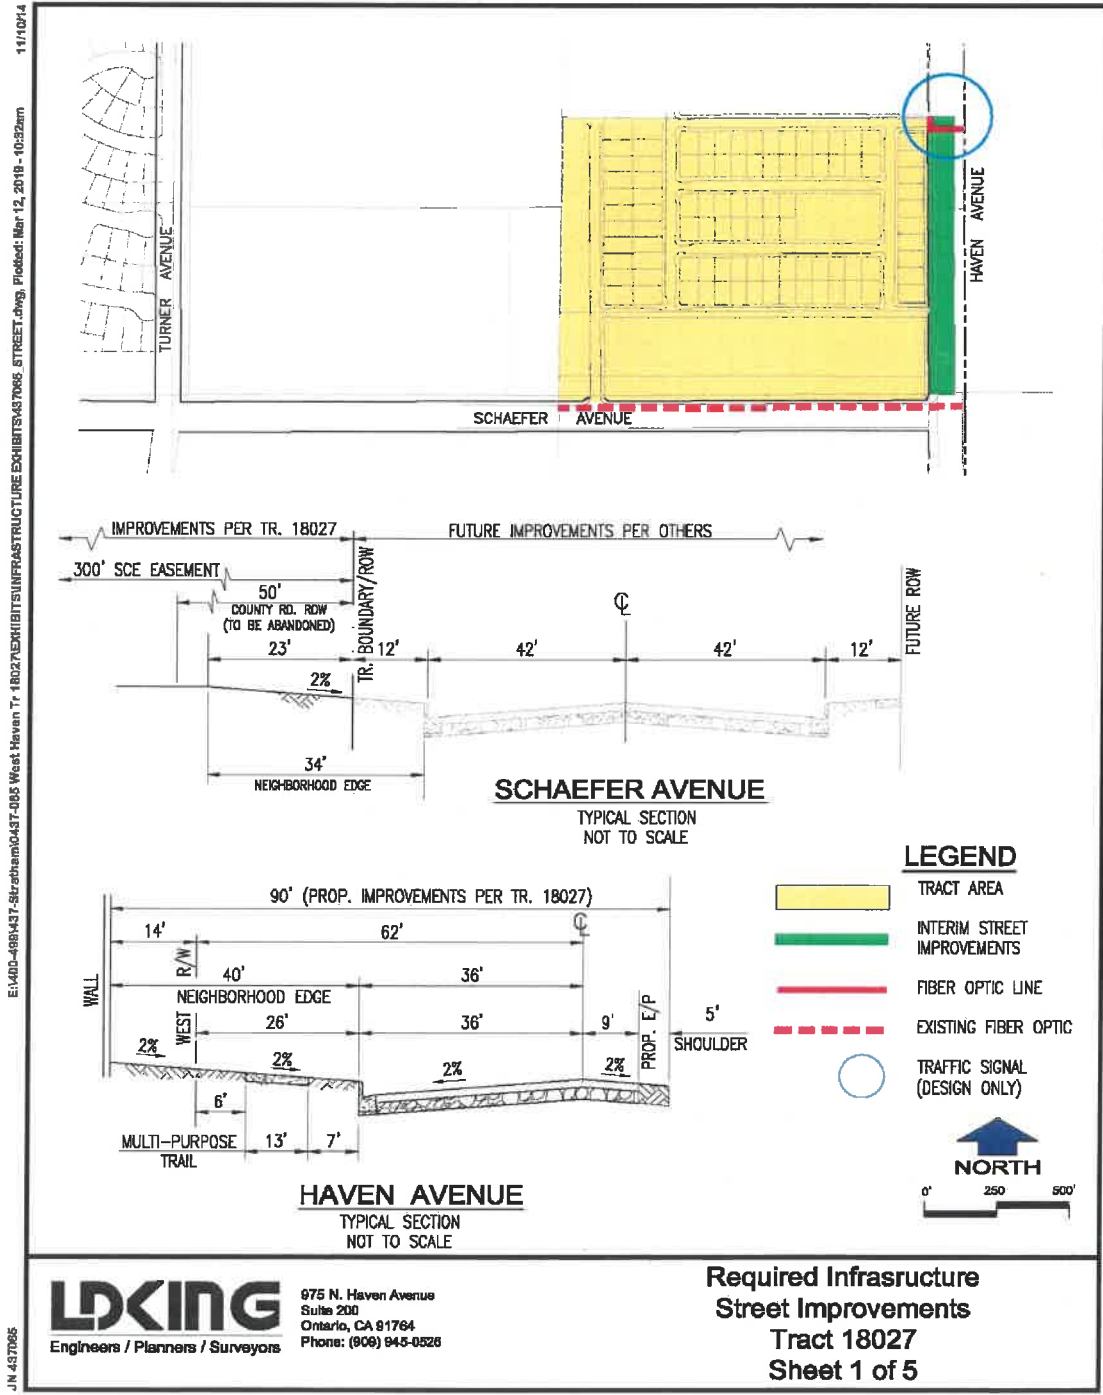 11/10/14
E:\400-499\437-Stratham\0437-065 West Haven Tr 18027\EXHIBITS\INFRASTRUCTURE EXHIBITS\437065_STREET.dwg, Plotted: Mar 12, 2019 - 10:32am
JN 437065
TURNER AVENUE
HAVEN AVENUE
SCHAEFER AVENUE
IMPROVEMENTS PER TR. 18027
FUTURE IMPROVEMENTS PER OTHERS
300' SCE EASEMENT
50'
COUNTY RD. ROW
(TO BE ABANDONED)
TR. BOUNDARY/ROW
FUTURE ROW
℄
23'
12'
42'
42'
12'
2%
34'
NEIGHBORHOOD EDGE
SCHAEFER AVENUE
TYPICAL SECTION
NOT TO SCALE
LEGEND
TRACT AREA
INTERIM STREET
IMPROVEMENTS
FIBER OPTIC LINE
EXISTING FIBER OPTIC
TRAFFIC SIGNAL
(DESIGN ONLY)
NORTH
0' 250 500'
90' (PROP. IMPROVEMENTS PER TR. 18027)
℄
14'
62'
WALL
WEST R/W
40'
36'
NEIGHBORHOOD EDGE
26'
36'
9'
PROP. E/P
5'
SHOULDER
2%
2%
2%
2%
6'
MULTI-PURPOSE
TRAIL
13'
7'
HAVEN AVENUE
TYPICAL SECTION
NOT TO SCALE
LDKING
Engineers / Planners / Surveyors
975 N. Haven Avenue
Suite 200
Ontario, CA 91764
Phone: (909) 945-0526
Required Infrasructure
Street Improvements
Tract 18027
Sheet 1 of 5